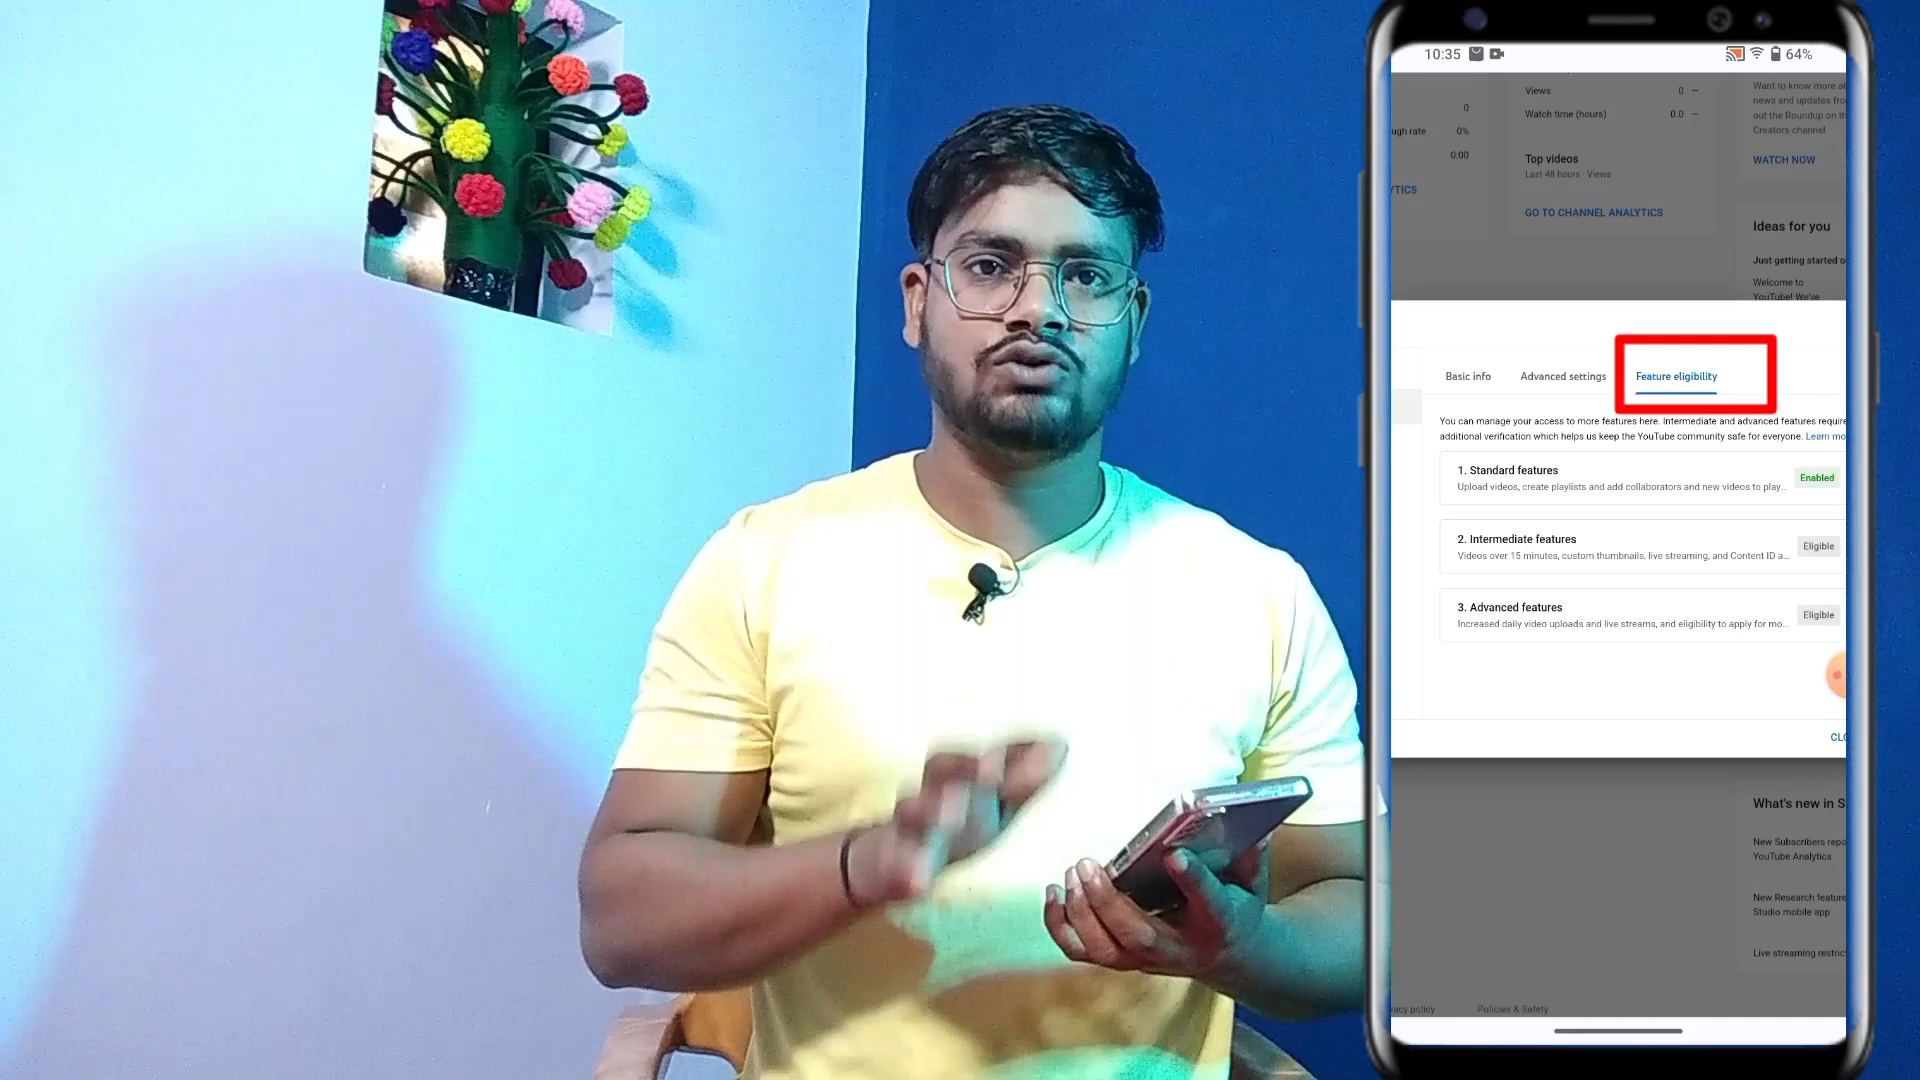 10:35
64%
Views 0 –
Watch time (hours) 0.0 –
0
ugh rate 0%
0:00
Top videos
Last 48 hours · Views
YTICS
GO TO CHANNEL ANALYTICS
Want to know more a
news and updates fro
out the Roundup on th
Creators channel
WATCH NOW
Ideas for you
Just getting started o
Welcome to
YouTube! We've
Basic info
Advanced settings
Feature eligibility
You can manage your access to more features here. Intermediate and advanced features require
additional verification which helps us keep the YouTube community safe for everyone. Learn mo
1. Standard features
Upload videos, create playlists and add collaborators and new videos to play...
Enabled
2. Intermediate features
Videos over 15 minutes, custom thumbnails, live streaming, and Content ID a...
Eligible
3. Advanced features
Increased daily video uploads and live streams, and eligibility to apply for mo...
Eligible
CLO
What's new in S
New Subscribers repo
YouTube Analytics
New Research feature
Studio mobile app
Live streaming restric
vacy policy
Policies & Safety